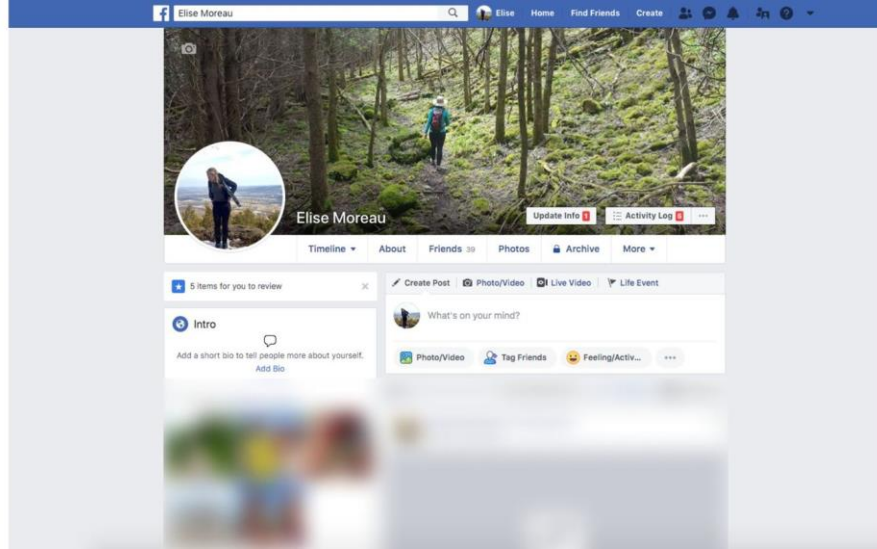 f Elise Moreau Elise Home Find Friends Create
Elise Moreau Update Info 1 Activity Log 6
Timeline About Friends 39 Photos Archive More
5 items for you to review
Create Post Photo/Video Live Video Life Event
Intro
What's on your mind?
Add a short bio to tell people more about yourself.
Add Bio
Photo/Video Tag Friends Feeling/Activ...